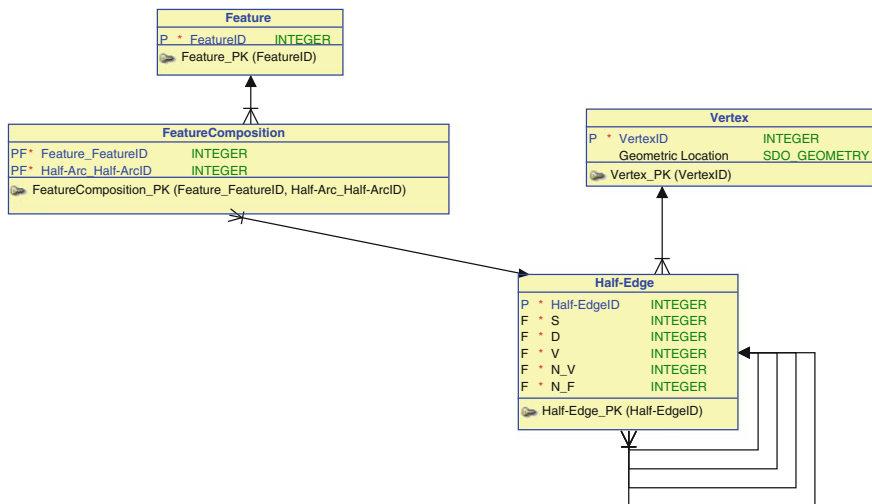 Feature
P * FeatureID INTEGER
Feature_PK (FeatureID)
FeatureComposition
PF* Feature_FeatureID INTEGER
PF* Half-Arc_Half-ArcID INTEGER
FeatureComposition_PK (Feature_FeatureID, Half-Arc_Half-ArcID)
Vertex
P * VertexID INTEGER
Geometric Location SDO_GEOMETRY
Vertex_PK (VertexID)
Half-Edge
P * Half-EdgeID INTEGER
F * S INTEGER
F * D INTEGER
F * V INTEGER
F * N_V INTEGER
F * N_F INTEGER
Half-Edge_PK (Half-EdgeID)